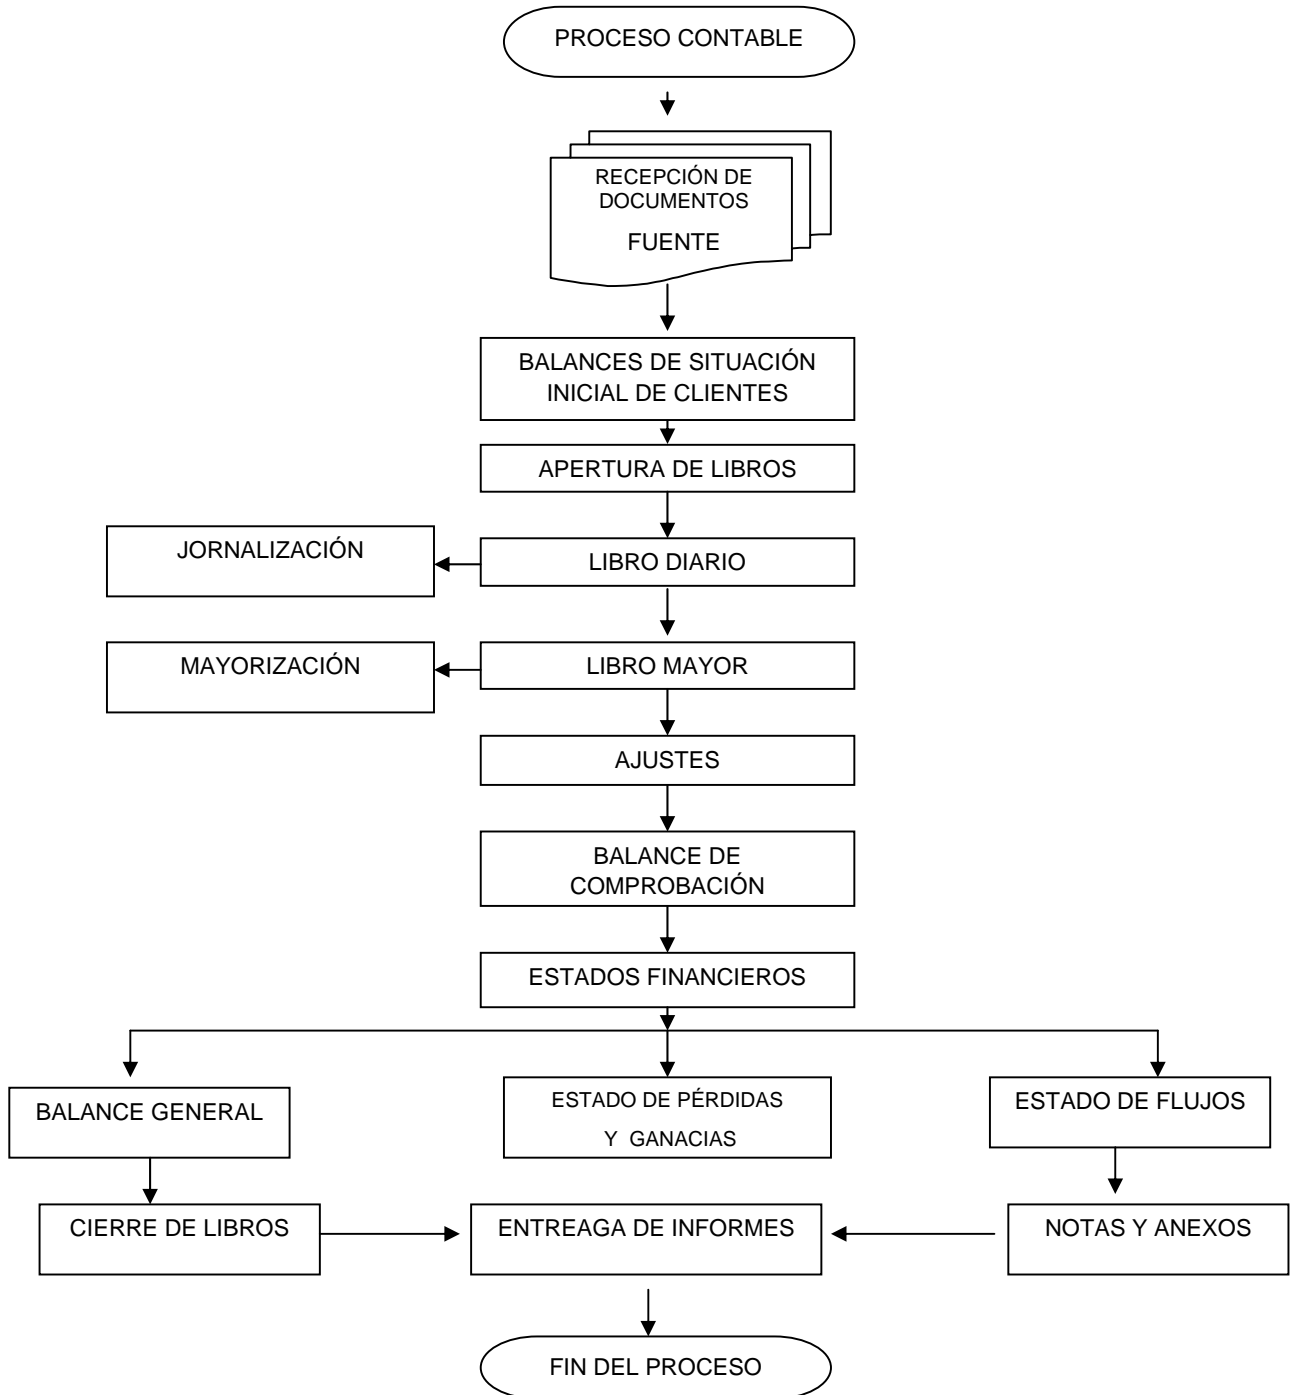 PROCESO CONTABLE
RECEPCIÓN DE
DOCUMENTOS
FUENTE
BALANCES DE SITUACIÓN
INICIAL DE CLIENTES
APERTURA DE LIBROS
JORNALIZACIÓN
LIBRO DIARIO
MAYORIZACIÓN
LIBRO MAYOR
AJUSTES
BALANCE DE
COMPROBACIÓN
ESTADOS FINANCIEROS
BALANCE GENERAL
ESTADO DE PÉRDIDAS
Y GANACIAS
ESTADO DE FLUJOS
CIERRE DE LIBROS
ENTREAGA DE INFORMES
NOTAS Y ANEXOS
FIN DEL PROCESO